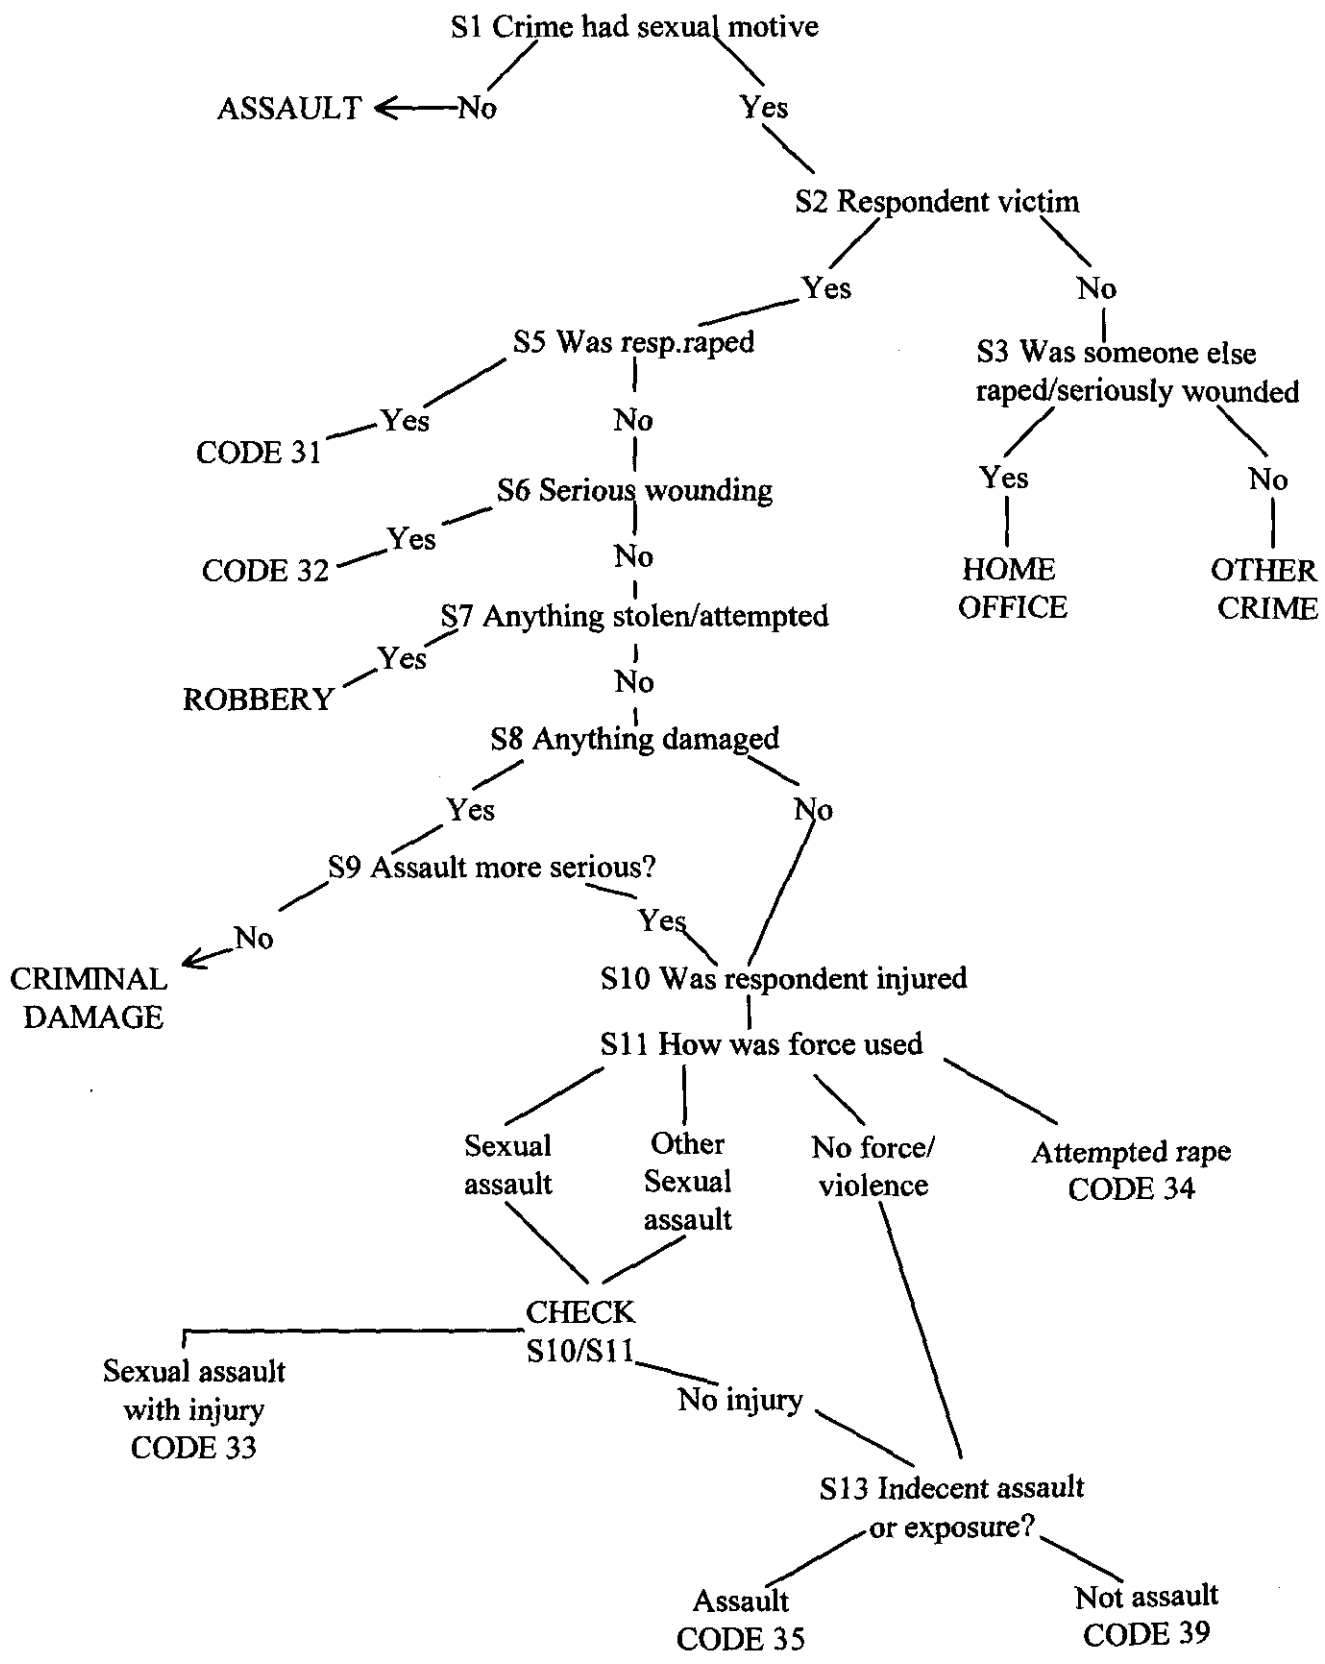 S1 Crime had sexual motive
ASSAULT
No
Yes
S2 Respondent victim
Yes
No
S5 Was resp.raped
S3 Was someone else
raped/seriously wounded
Yes
No
CODE 31
Yes
No
S6 Serious wounding
Yes
No
CODE 32
HOME
OFFICE
OTHER
CRIME
S7 Anything stolen/attempted
Yes
No
ROBBERY
S8 Anything damaged
Yes
No
S9 Assault more serious?
No
Yes
CRIMINAL
DAMAGE
S10 Was respondent injured
S11 How was force used
Sexual
assault
Other
Sexual
assault
No force/
violence
Attempted rape
CODE 34
CHECK
S10/S11
Sexual assault
with injury
CODE 33
No injury
S13 Indecent assault
or exposure?
Assault
CODE 35
Not assault
CODE 39